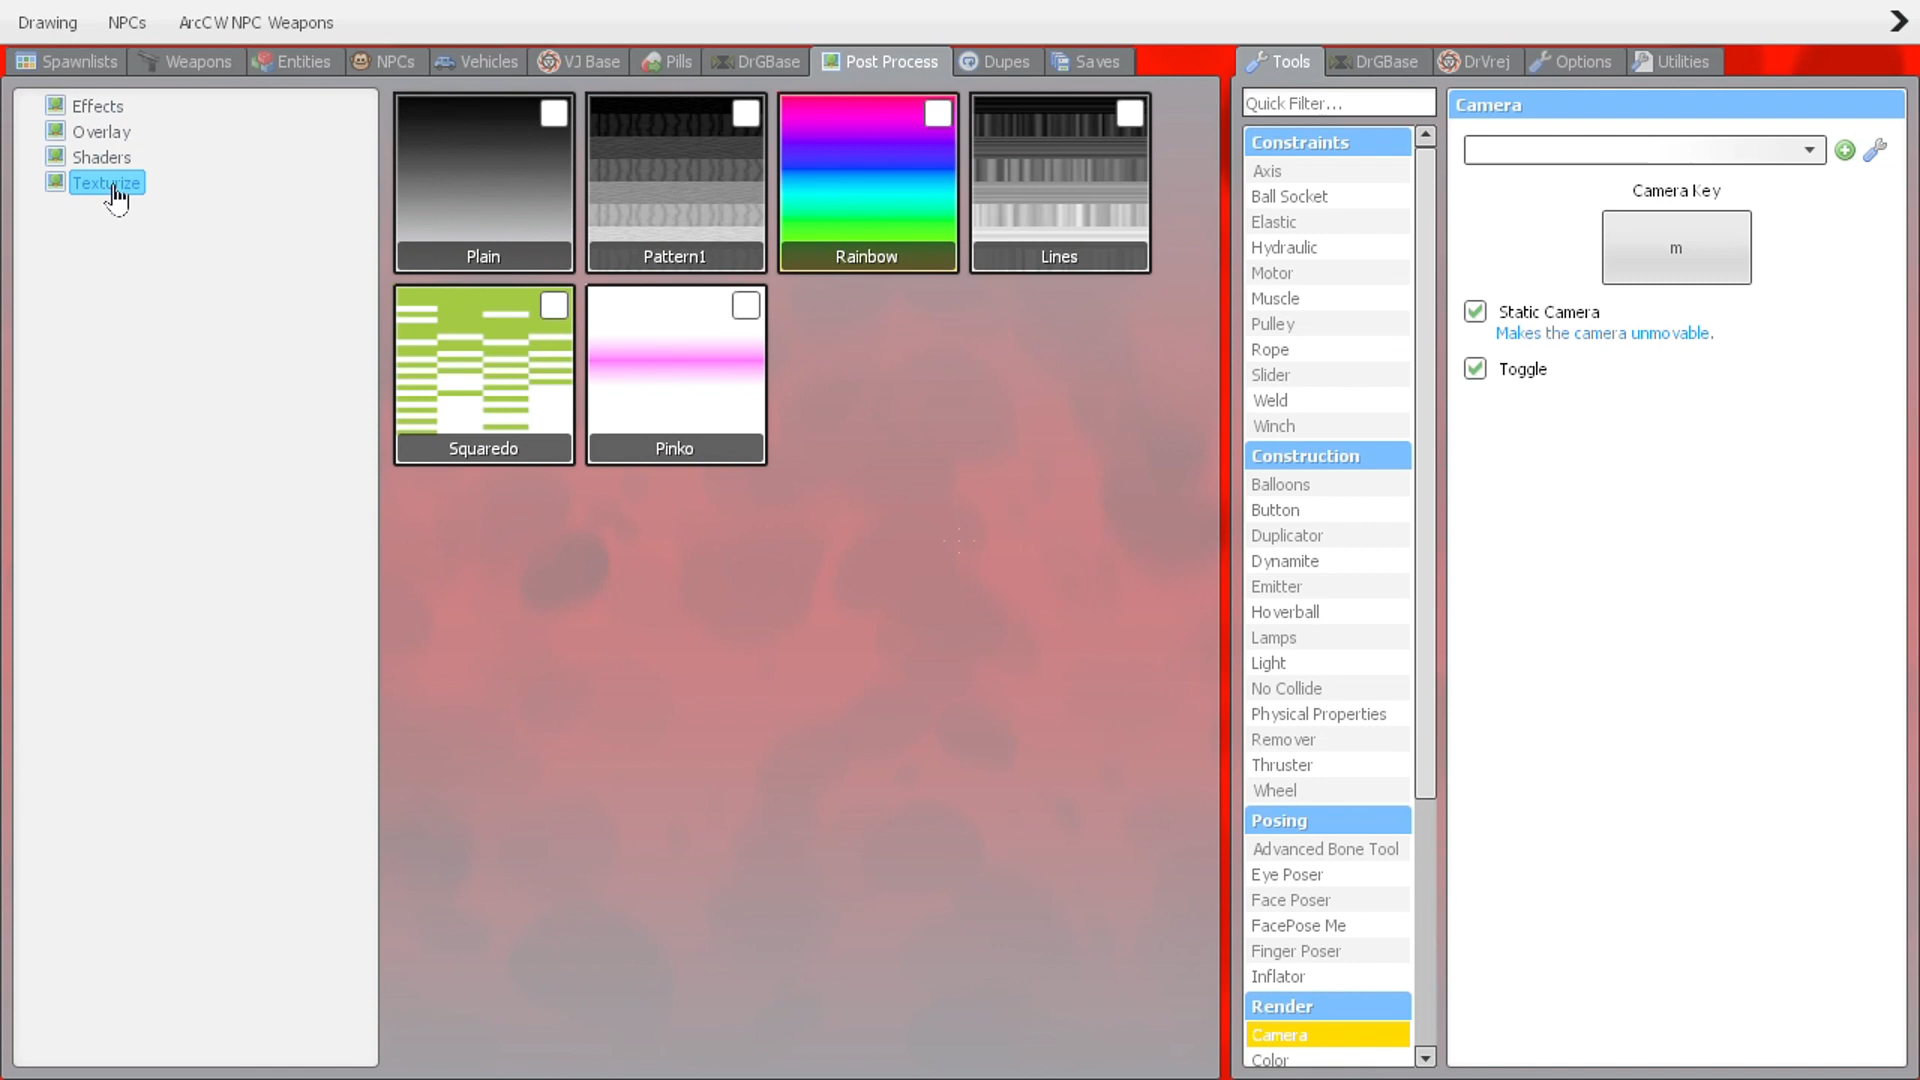 Drawing NPCs ArcCW NPC Weapons
Spawnlists Weapons Entities NPCs Vehicles VJ Base Pills DrGBase Post Process Dupes Saves
Tools DrGBase DrVrej Options Utilities
Effects
Overlay
Shaders
Texturize
Plain
Pattern1
Rainbow
Lines
Squaredo
Pinko
Quick Filter...
Constraints
Axis
Ball Socket
Elastic
Hydraulic
Motor
Muscle
Pulley
Rope
Slider
Weld
Winch
Construction
Balloons
Button
Duplicator
Dynamite
Emitter
Hoverball
Lamps
Light
No Collide
Physical Properties
Remover
Thruster
Wheel
Posing
Advanced Bone Tool
Eye Poser
Face Poser
FacePose Me
Finger Poser
Inflator
Render
Camera
Color
Camera
Camera Key
m
Static Camera
Makes the camera unmovable.
Toggle